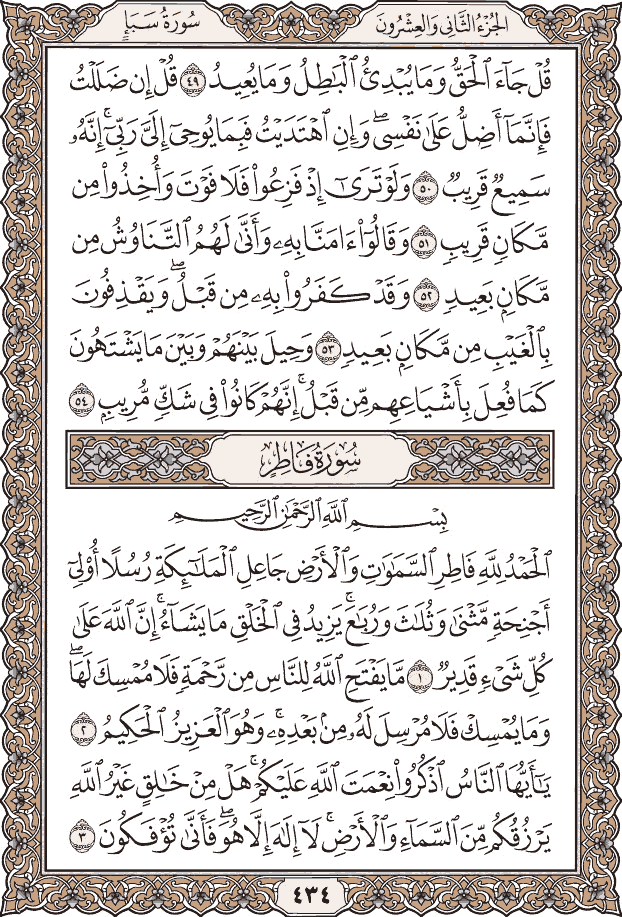 الجُزْءُ الثَّانِي وَالعِشْرُونَ
سُورَةُ سَبَإٍ
قُلْ جَآءَ ٱلْحَقُّ وَمَا يُبْدِئُ ٱلْبَٰطِلُ وَمَا يُعِيدُ ٤٩ قُلْ إِن ضَلَلْتُ
فَإِنَّمَآ أَضِلُّ عَلَىٰ نَفْسِىۖ وَإِنِ ٱهْتَدَيْتُ فَبِمَا يُوحِىٓ إِلَىَّ رَبِّىٓۚ إِنَّهُۥ
سَمِيعٌ قَرِيبٌ ٥٠ وَلَوْ تَرَىٰٓ إِذْ فَزِعُوا۟ فَلَا فَوْتَ وَأُخِذُوا۟ مِن
مَّكَانٍ قَرِيبٍ ٥١ وَقَالُوٓا۟ ءَامَنَّا بِهِۦ وَأَنَّىٰ لَهُمُ ٱلتَّنَاوُشُ مِن
مَّكَانٍۭ بَعِيدٍ ٥٢ وَقَدْ كَفَرُوا۟ بِهِۦ مِن قَبْلُۖ وَيَقْذِفُونَ
بِٱلْغَيْبِ مِن مَّكَانٍۭ بَعِيدٍ ٥٣ وَحِيلَ بَيْنَهُمْ وَبَيْنَ مَا يَشْتَهُونَ
كَمَا فُعِلَ بِأَشْيَاعِهِم مِّن قَبْلُۚ إِنَّهُمْ كَانُوا۟ فِى شَكٍّ مُّرِيبٍۭ ٥٤
سُورَةُ فَاطِرٍ
بِسْمِ ٱللَّهِ ٱلرَّحْمَٰنِ ٱلرَّحِيمِ
ٱلْحَمْدُ لِلَّهِ فَاطِرِ ٱلسَّمَٰوَٰتِ وَٱلْأَرْضِ جَاعِلِ ٱلْمَلَٰٓئِكَةِ رُسُلًا أُو۟لِىٓ
أَجْنِحَةٍ مَّثْنَىٰ وَثُلَٰثَ وَرُبَٰعَۚ يَزِيدُ فِى ٱلْخَلْقِ مَا يَشَآءُۚ إِنَّ ٱللَّهَ عَلَىٰ
كُلِّ شَىْءٍ قَدِيرٌ ١ مَّا يَفْتَحِ ٱللَّهُ لِلنَّاسِ مِن رَّحْمَةٍ فَلَا مُمْسِكَ لَهَاۖ
وَمَا يُمْسِكْ فَلَا مُرْسِلَ لَهُۥ مِنۢ بَعْدِهِۦۚ وَهُوَ ٱلْعَزِيزُ ٱلْحَكِيمُ ٢
يَٰٓأَيُّهَا ٱلنَّاسُ ٱذْكُرُوا۟ نِعْمَتَ ٱللَّهِ عَلَيْكُمْۚ هَلْ مِنْ خَٰلِقٍ غَيْرُ ٱللَّهِ
يَرْزُقُكُم مِّنَ ٱلسَّمَآءِ وَٱلْأَرْضِۚ لَآ إِلَٰهَ إِلَّا هُوَۖ فَأَنَّىٰ تُؤْفَكُونَ ٣
٤٣٤